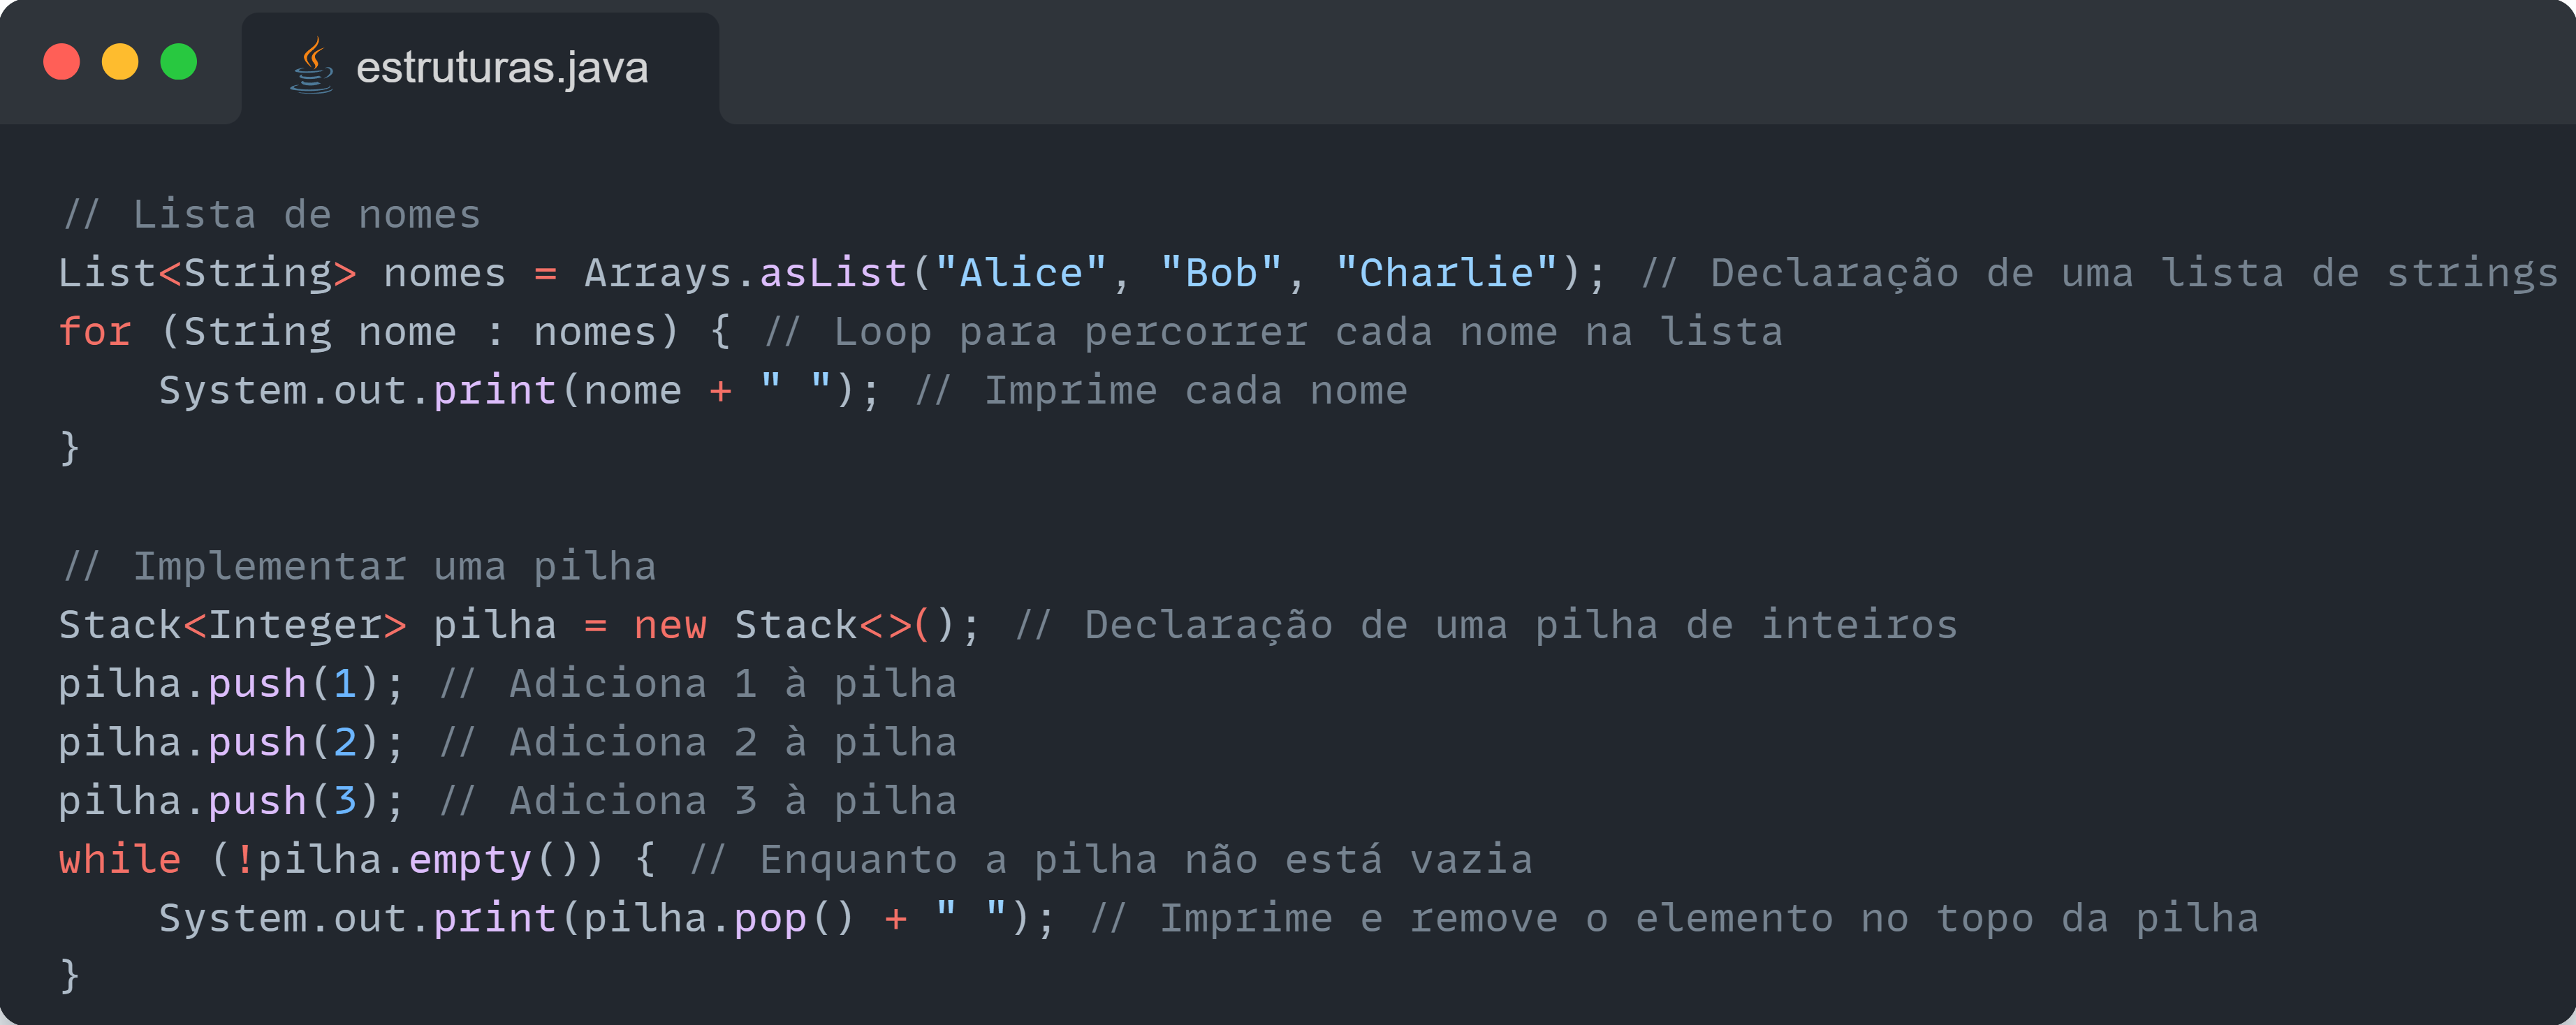 estruturas.java
// Lista de nomes
List<String> nomes = Arrays.asList("Alice", "Bob", "Charlie"); // Declaração de uma lista de strings
for (String nome : nomes) { // Loop para percorrer cada nome na lista
    System.out.print(nome + " "); // Imprime cada nome
}
// Implementar uma pilha
Stack<Integer> pilha = new Stack<>(); // Declaração de uma pilha de inteiros
pilha.push(1); // Adiciona 1 à pilha
pilha.push(2); // Adiciona 2 à pilha
pilha.push(3); // Adiciona 3 à pilha
while (!pilha.empty()) { // Enquanto a pilha não está vazia
    System.out.print(pilha.pop() + " "); // Imprime e remove o elemento no topo da pilha
}